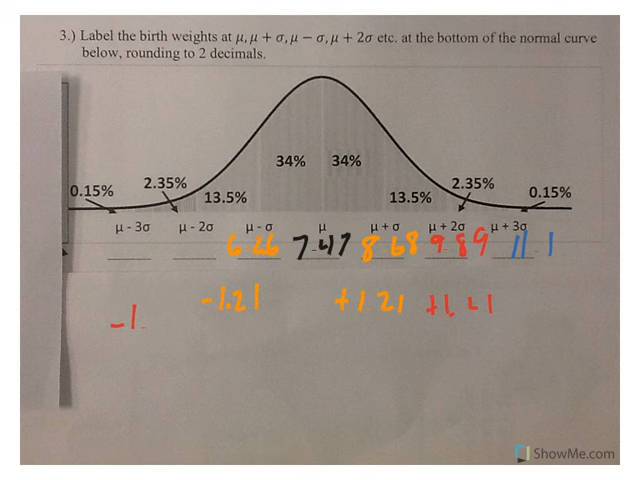 3.) Label the birth weights at μ, μ + σ, μ − σ, μ + 2σ etc. at the bottom of the normal curve
below, rounding to 2 decimals.
34% 34%
0.15% 2.35% 13.5% 13.5% 2.35% 0.15%
μ - 3σ μ - 2σ μ - σ μ μ + σ μ + 2σ μ + 3σ
6.26 7.47 8.68 9.89 11.1
-1. -1.21 +1.21 +1.21
ShowMe.com